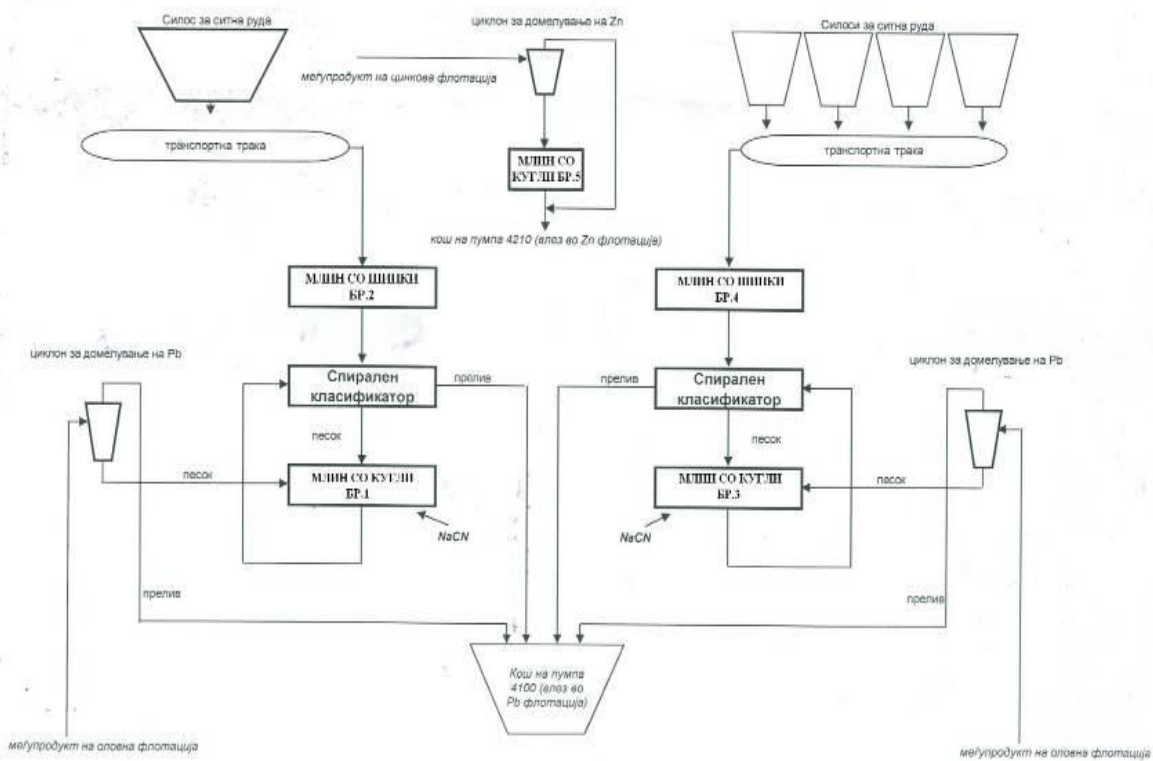 Силос за ситна руда
циклон за домелување на Zn
Силоси за ситна руда
меѓупродукт на цинкова флотација
транспортна трака
МЛИН СО
КУГЛИ БР.5
транспортна трака
кош на пумпа 4210 (влез во Zn флотација)
МЛИН СО ШИПКИ
БР.2
МЛИН СО ШИПКИ
БР.4
циклон за домелување на Pb
циклон за домелување на Pb
Спирален
класификатор
прелив
прелив
Спирален
класификатор
песок
песок
песок
МЛИН СО КУГЛИ
БР.1
МЛИН СО КУГЛИ
БР.3
песок
NaCN
NaCN
прелив
прелив
Кош на пумпа
4100 (влез во
Pb флотација)
меѓупродукт на оловна флотација
меѓупродукт на оловна флотација